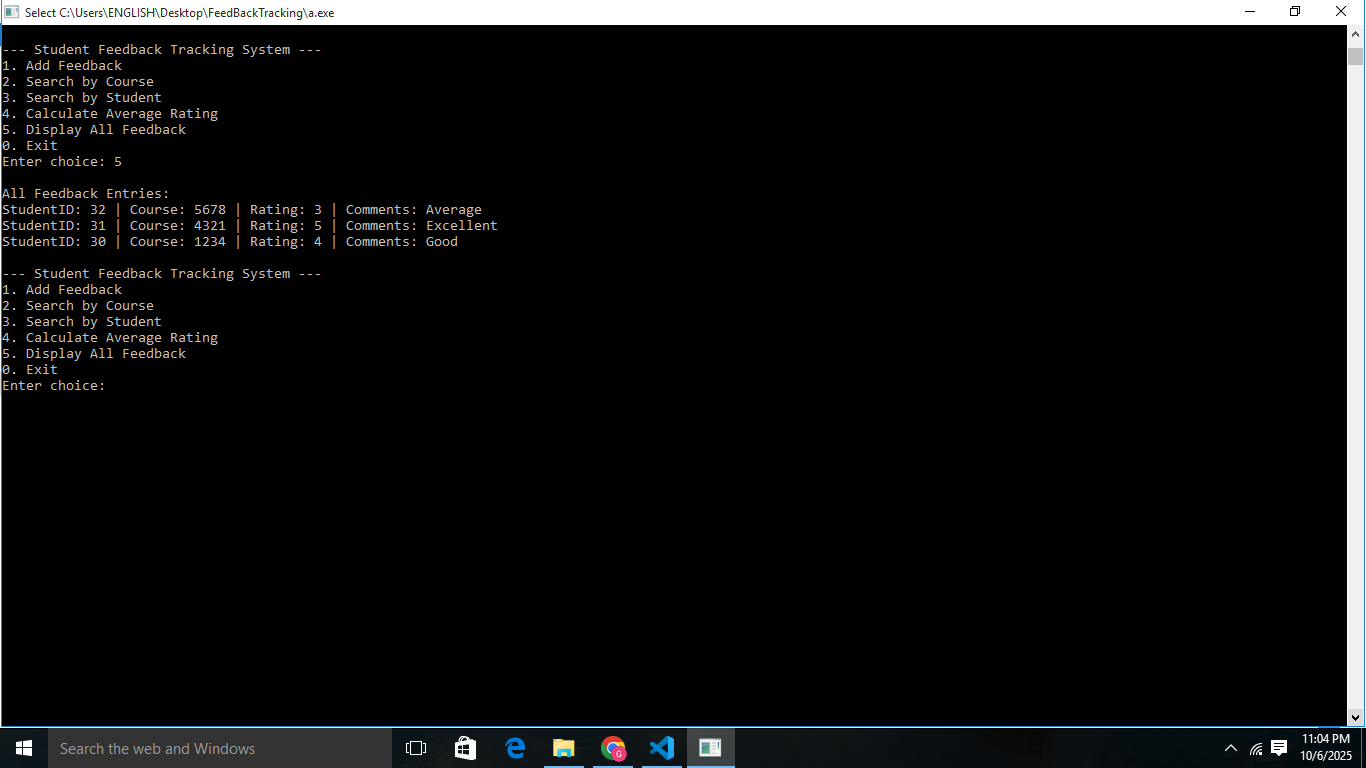 Select C:\Users\ENGLISH\Desktop\FeedBackTracking\a.exe
--- Student Feedback Tracking System ---
1. Add Feedback
2. Search by Course
3. Search by Student
4. Calculate Average Rating
5. Display All Feedback
0. Exit
Enter choice: 5
All Feedback Entries:
StudentID: 32 | Course: 5678 | Rating: 3 | Comments: Average
StudentID: 31 | Course: 4321 | Rating: 5 | Comments: Excellent
StudentID: 30 | Course: 1234 | Rating: 4 | Comments: Good
--- Student Feedback Tracking System ---
1. Add Feedback
2. Search by Course
3. Search by Student
4. Calculate Average Rating
5. Display All Feedback
0. Exit
Enter choice:
Search the web and Windows
G
11:04 PM
10/6/2025